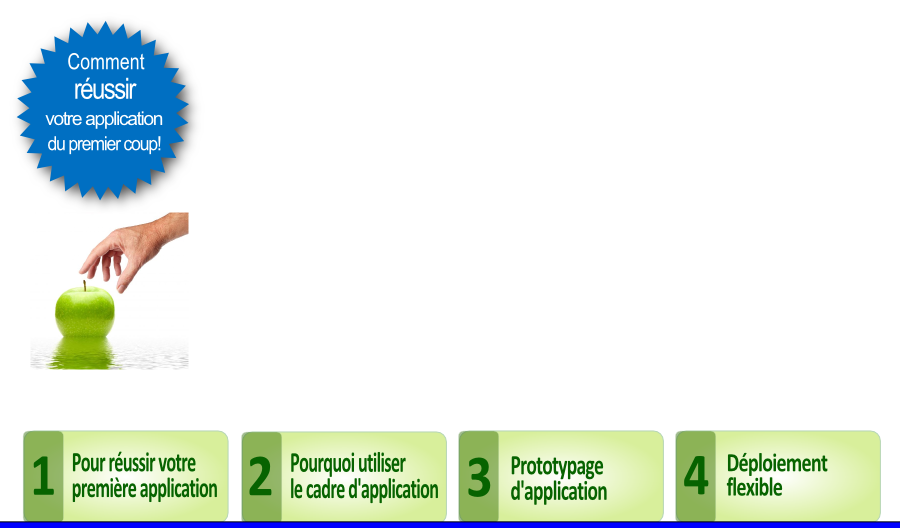 Comment
réussir
votre application
du premier coup!
1
Pour réussir votre
première application
2
Pourquoi utiliser
le cadre d'application
3
Prototypage
d'application
4
Déploiement
flexible